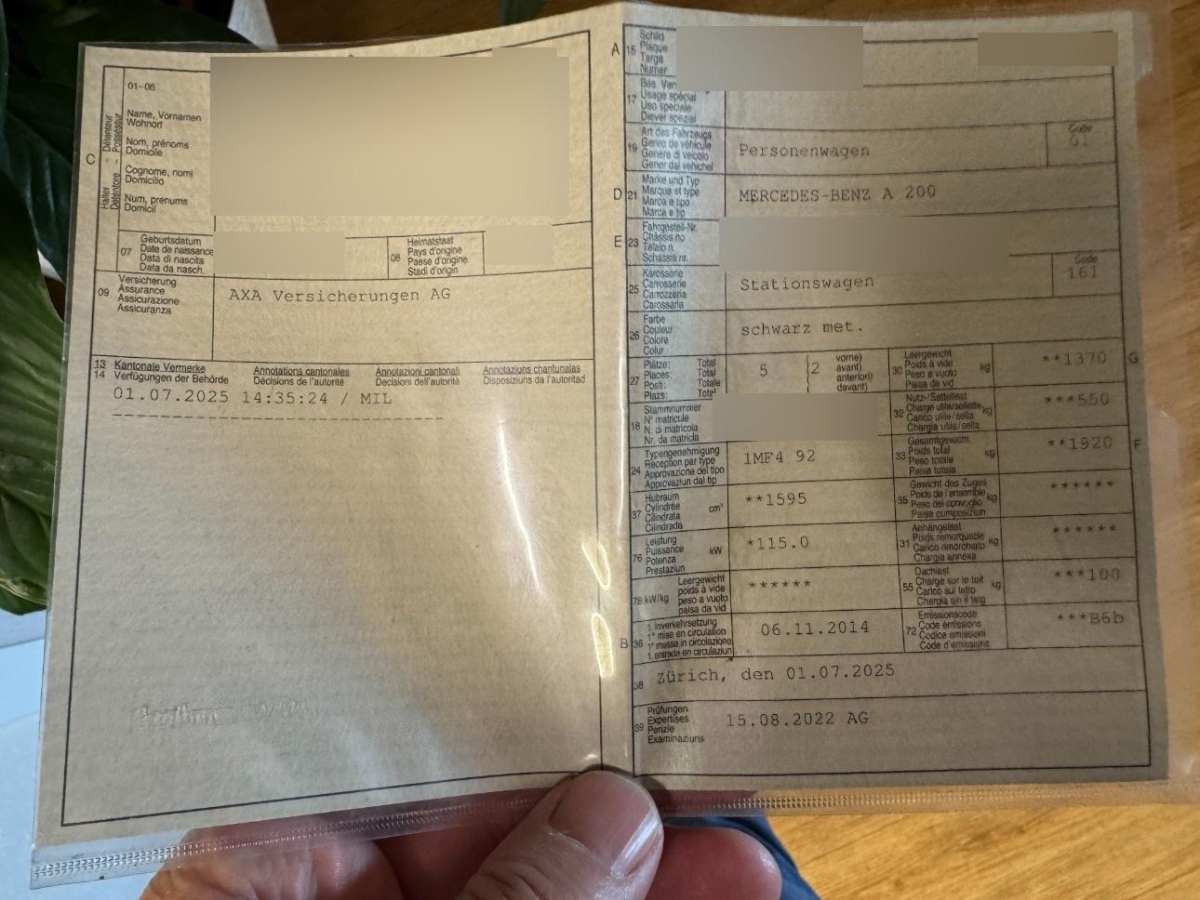 C
Halter Détenteur
Detentore Possesseur
01-06
Name, Vornamen
Wohnort
Nom, prénoms
Domicile
Cognome, nomi
Domicilio
Num, prenums
Domicil
07
Geburtsdatum
Date de naissance
Data di nascita
Data da nasch.
08
Heimatstaat
Pays d'origine
Paese d'origine
Stadi d'origin
09
Versicherung
Assurance
Assicurazione
Assicuranza
AXA Versicherungen AG
13 Kantonale Vermerke Annotations cantonales Annotazioni cantonali Annotaziuns chantunalas
14 Verfügungen der Behörde Décisions de l'autorité Decisioni dell'autorità Disposiziuns da l'autoritad
01.07.2025 14:35:24 / MIL
A
15
Schild
Plaque
Targa
Numer
17
Bes. Ver
Usage spécial
Uso speciale
Diever spezial
19
Art des Fahrzeugs
Genre de véhicule
Genere di veicolo
Gener dal vehichel
Personenwagen
Code
01
D
21
Marke und Typ
Marque et type
Marca e tipo
Marca e tip
MERCEDES-BENZ A 200
E
23
Fahrgestell-Nr.
Châssis no
Telaio n.
Schassis nr.
25
Karosserie
Carrosserie
Carrozzeria
Carossaria
Stationswagen
Code
161
26
Farbe
Couleur
Colore
Colur
schwarz met.
27
Plätze: Total
Places: Total
Posti: Totale
Plazs: Total
5
2
vorne)
avant)
anteriori)
davant)
30
Leergewicht
Poids à vide
Peso a vuoto
Paisa da vid
kg
**1370
G
18
Stammnummer
N° matricule
N. di matricola
Nr. da matricla
32
Nutz-/Sattellast
Charge utile/sellette
Carico utile/sella
Chargia utila/sella
kg
***550
24
Typengenehmigung
Réception par type
Approvazione del tipo
Approvaziun dal tip
1MF4 92
33
Gesamtgewicht
Poids total
Peso totale
Paisa totala
kg
**1920
F
37
Hubraum
Cylindrée
Cilindrata
Cilindrada
cm³
**1595
35
Gewicht des Zuges
Poids de l'ensemble
Peso del convoglio
Paisa cumposiziun
kg
******
76
Leistung
Puissance
Potenza
Prestaziun
kW
*115.0
31
Anhängelast
Poids remorquable
Carico rimorchiato
Chargia annexa
kg
******
78 kW/kg
Leergewicht
poids à vide
peso a vuoto
paisa da vid
******
55
Dachlast
Charge sur le toit
Carico sul tetto
Chargia sin il tetg
kg
***100
B
36
1. Inverkehrsetzung
1re mise en circulation
1a messa in circolazione
1. entrada en circulaziun
06.11.2014
72
Emissionscode
Code émissions
Codice emissioni
Code d'emissiuns
***B6b
38
Zürich, den 01.07.2025
39
Prüfungen
Expertises
Perizie
Examinaziuns
15.08.2022 AG